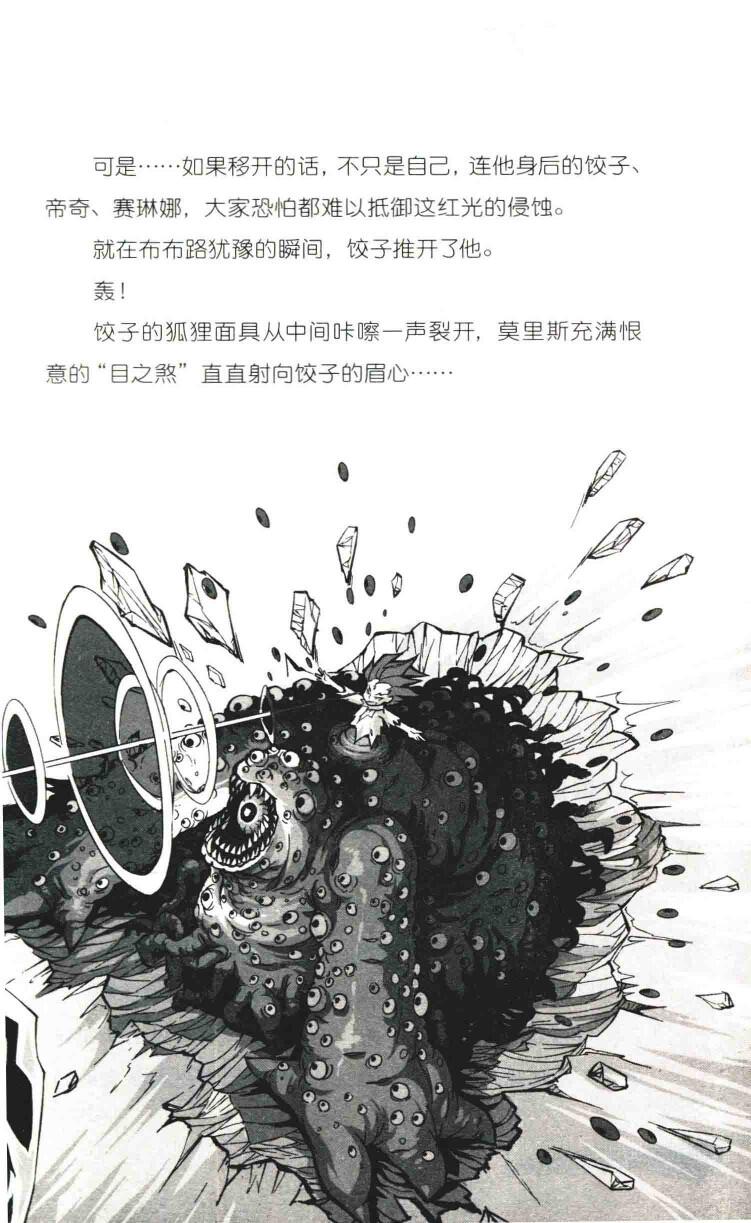 可是……如果移开的话，不只是自己，连他身后的饺子、
帝奇、赛琳娜，大家恐怕都难以抵御这红光的侵蚀。
就在布布路犹豫的瞬间，饺子推开了他。
轰！
饺子的狐狸面具从中间咔嚓一声裂开，莫里斯充满恨
意的“目之煞”直直射向饺子的眉心……